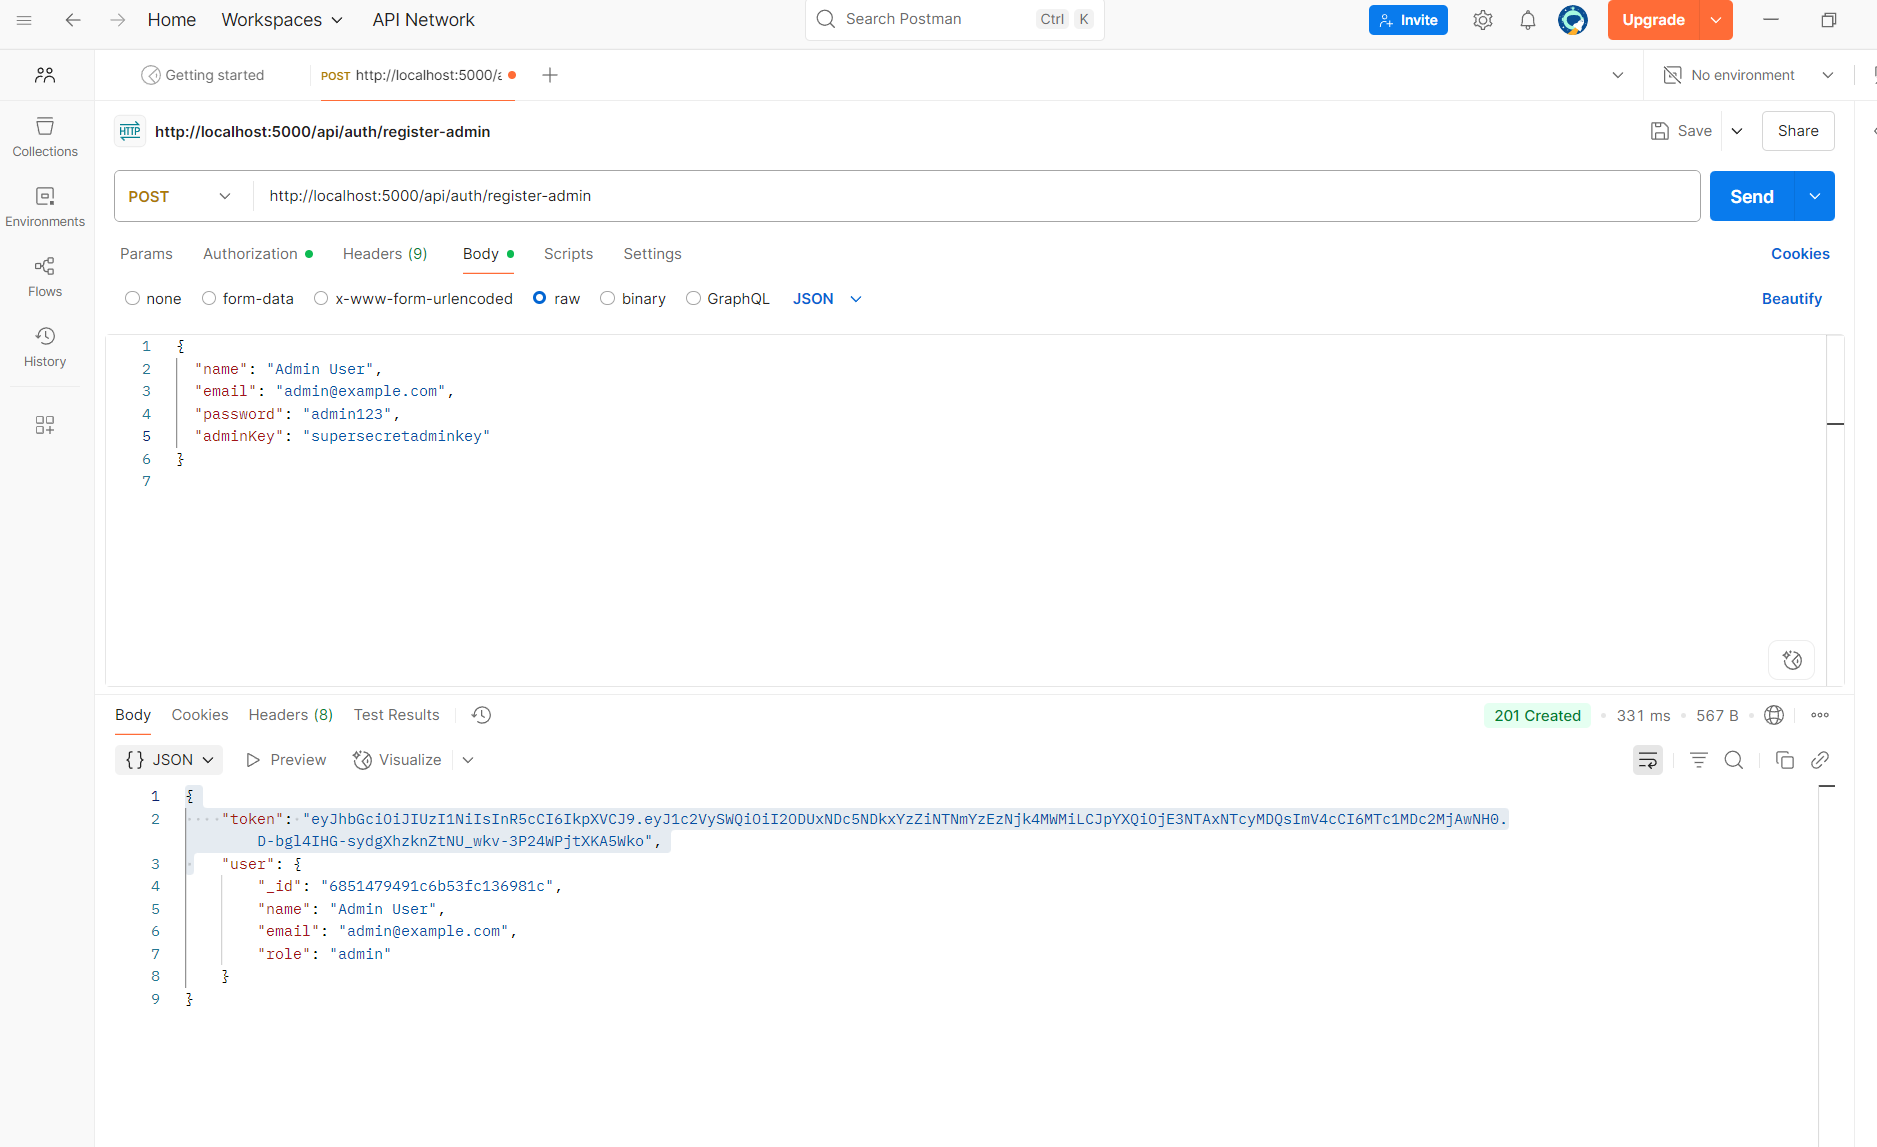 Home Workspaces API Network Search Postman Ctrl K Invite Upgrade
Getting started POST http://localhost:5000/a No environment
HTTP http://localhost:5000/api/auth/register-admin Save Share
Collections
POST http://localhost:5000/api/auth/register-admin Send
Environments
Params Authorization Headers (9) Body Scripts Settings Cookies
Flows
none form-data x-www-form-urlencoded raw binary GraphQL JSON Beautify
History
1 {
2 "name": "Admin User",
3 "email": "admin@example.com",
4 "password": "admin123",
5 "adminKey": "supersecretadminkey"
6 }
7
Body Cookies Headers (8) Test Results 201 Created 331 ms 567 B
{} JSON Preview Visualize
1 {
2 "token": "eyJhbGciOiJIUzI1NiIsInR5cCI6IkpXVCJ9.eyJ1c2VySWQiOiI2ODUxNDc5NDkxYzZiNTNmYzEzNjk4MWMiLCJpYXQiOjE3NTAxNTcyMDQsImV4cCI6MTc1MDc2MjAwNH0.
D-bgl4IHG-sydgXhzknZtNU_wkv-3P24WPjtXKA5Wko",
3 "user": {
4 "_id": "6851479491c6b53fc136981c",
5 "name": "Admin User",
6 "email": "admin@example.com",
7 "role": "admin"
8 }
9 }